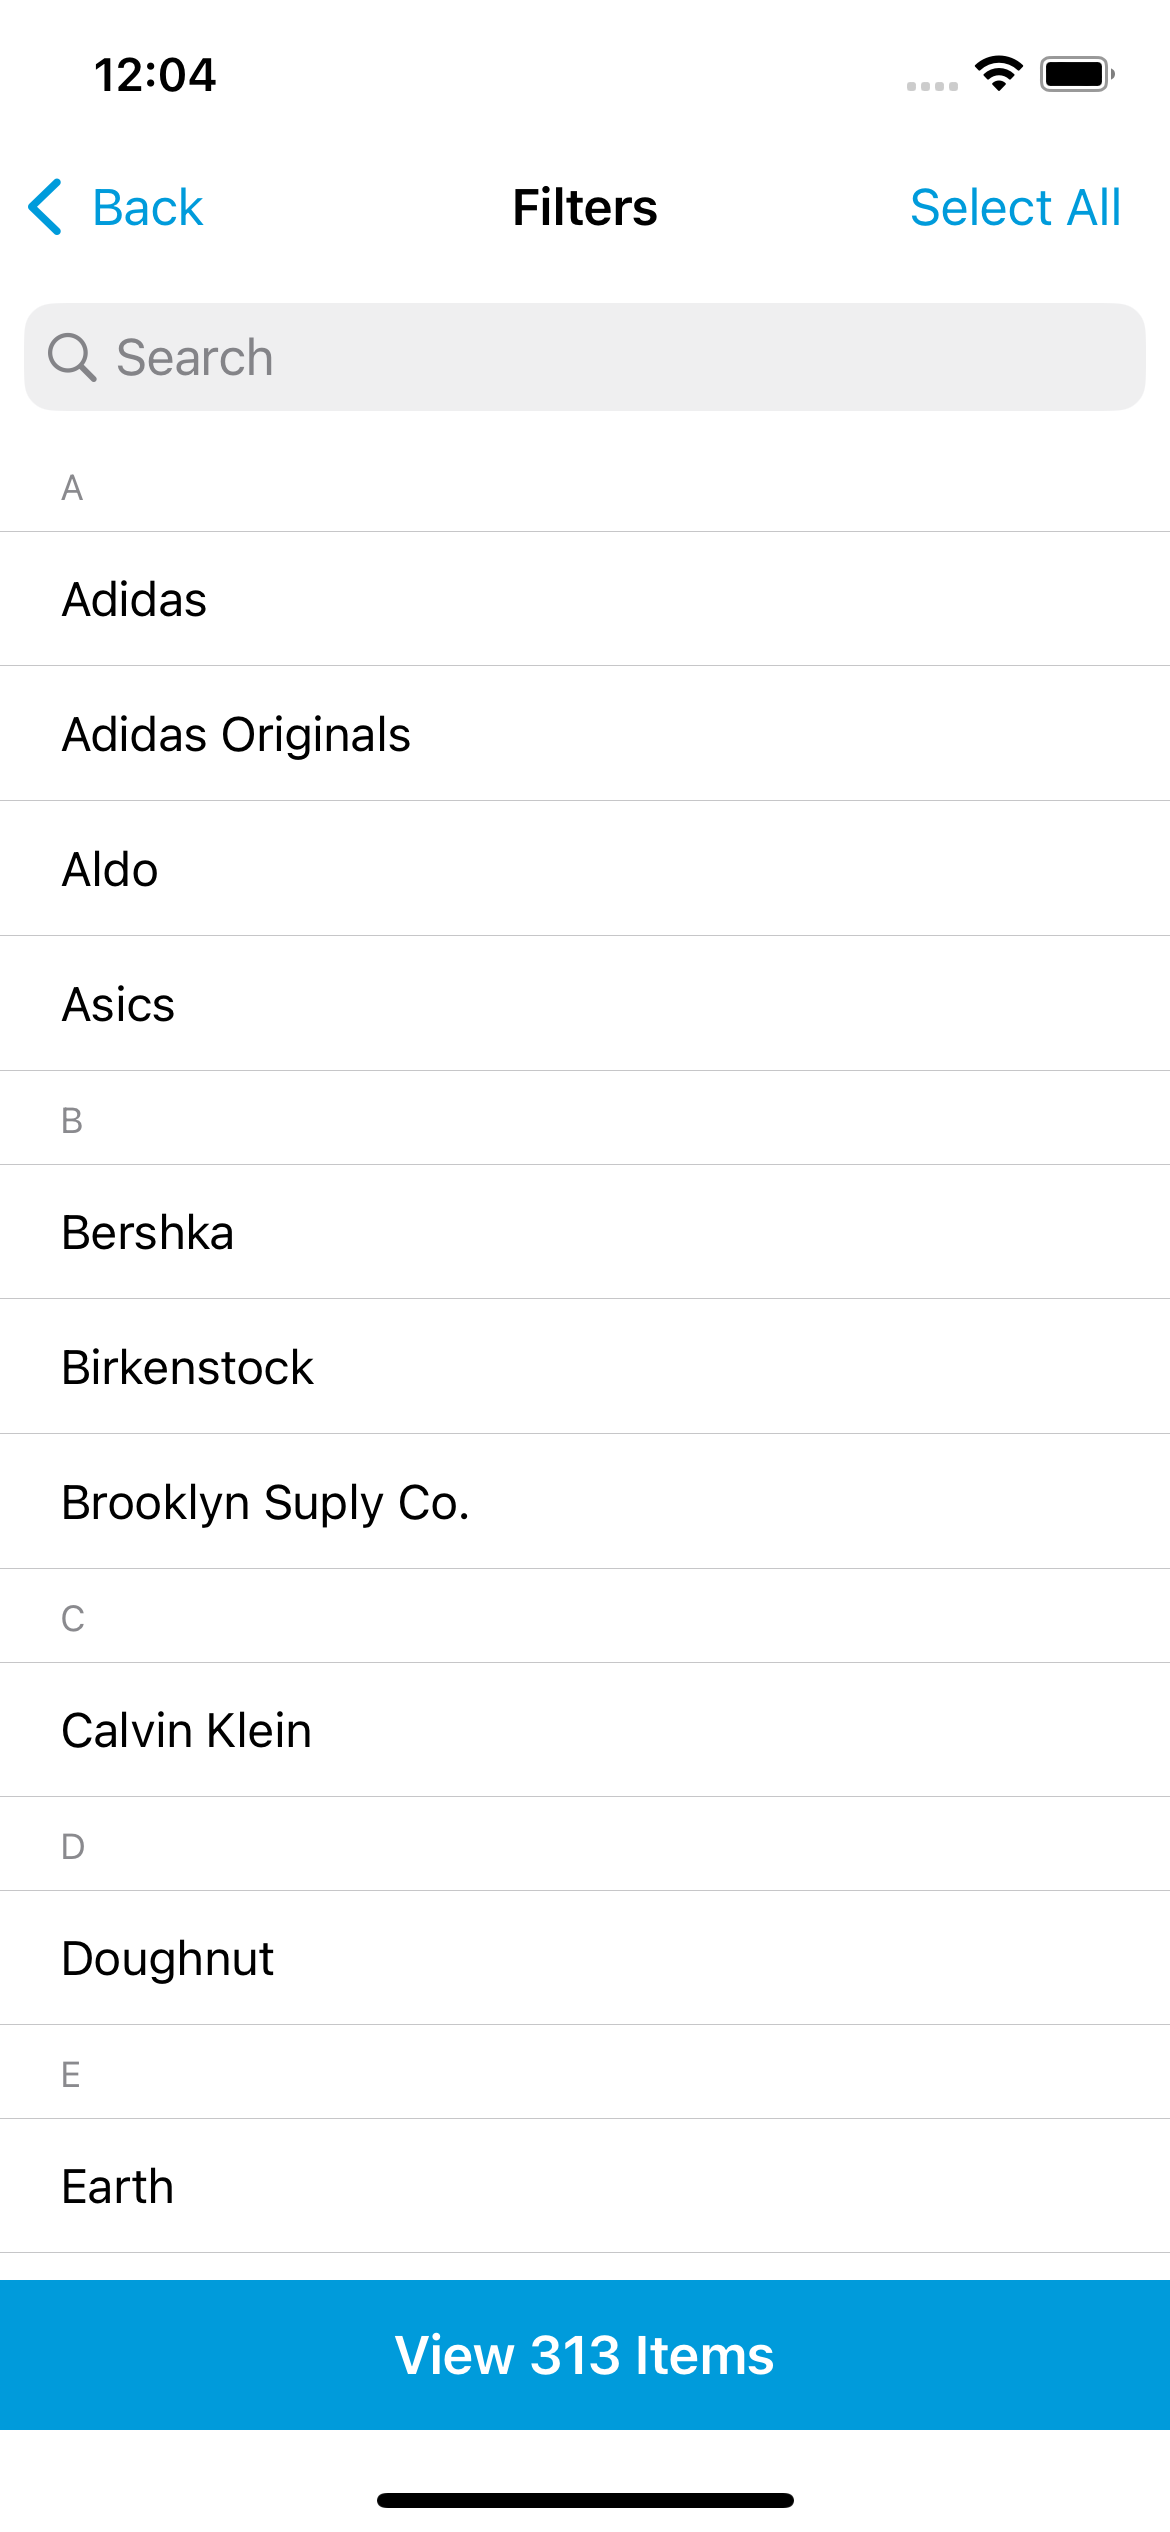 12:04
Back
Filters
Select All
Search
A
Adidas
Adidas Originals
Aldo
Asics
B
Bershka
Birkenstock
Brooklyn Suply Co.
C
Calvin Klein
D
Doughnut
E
Earth
View 313 Items